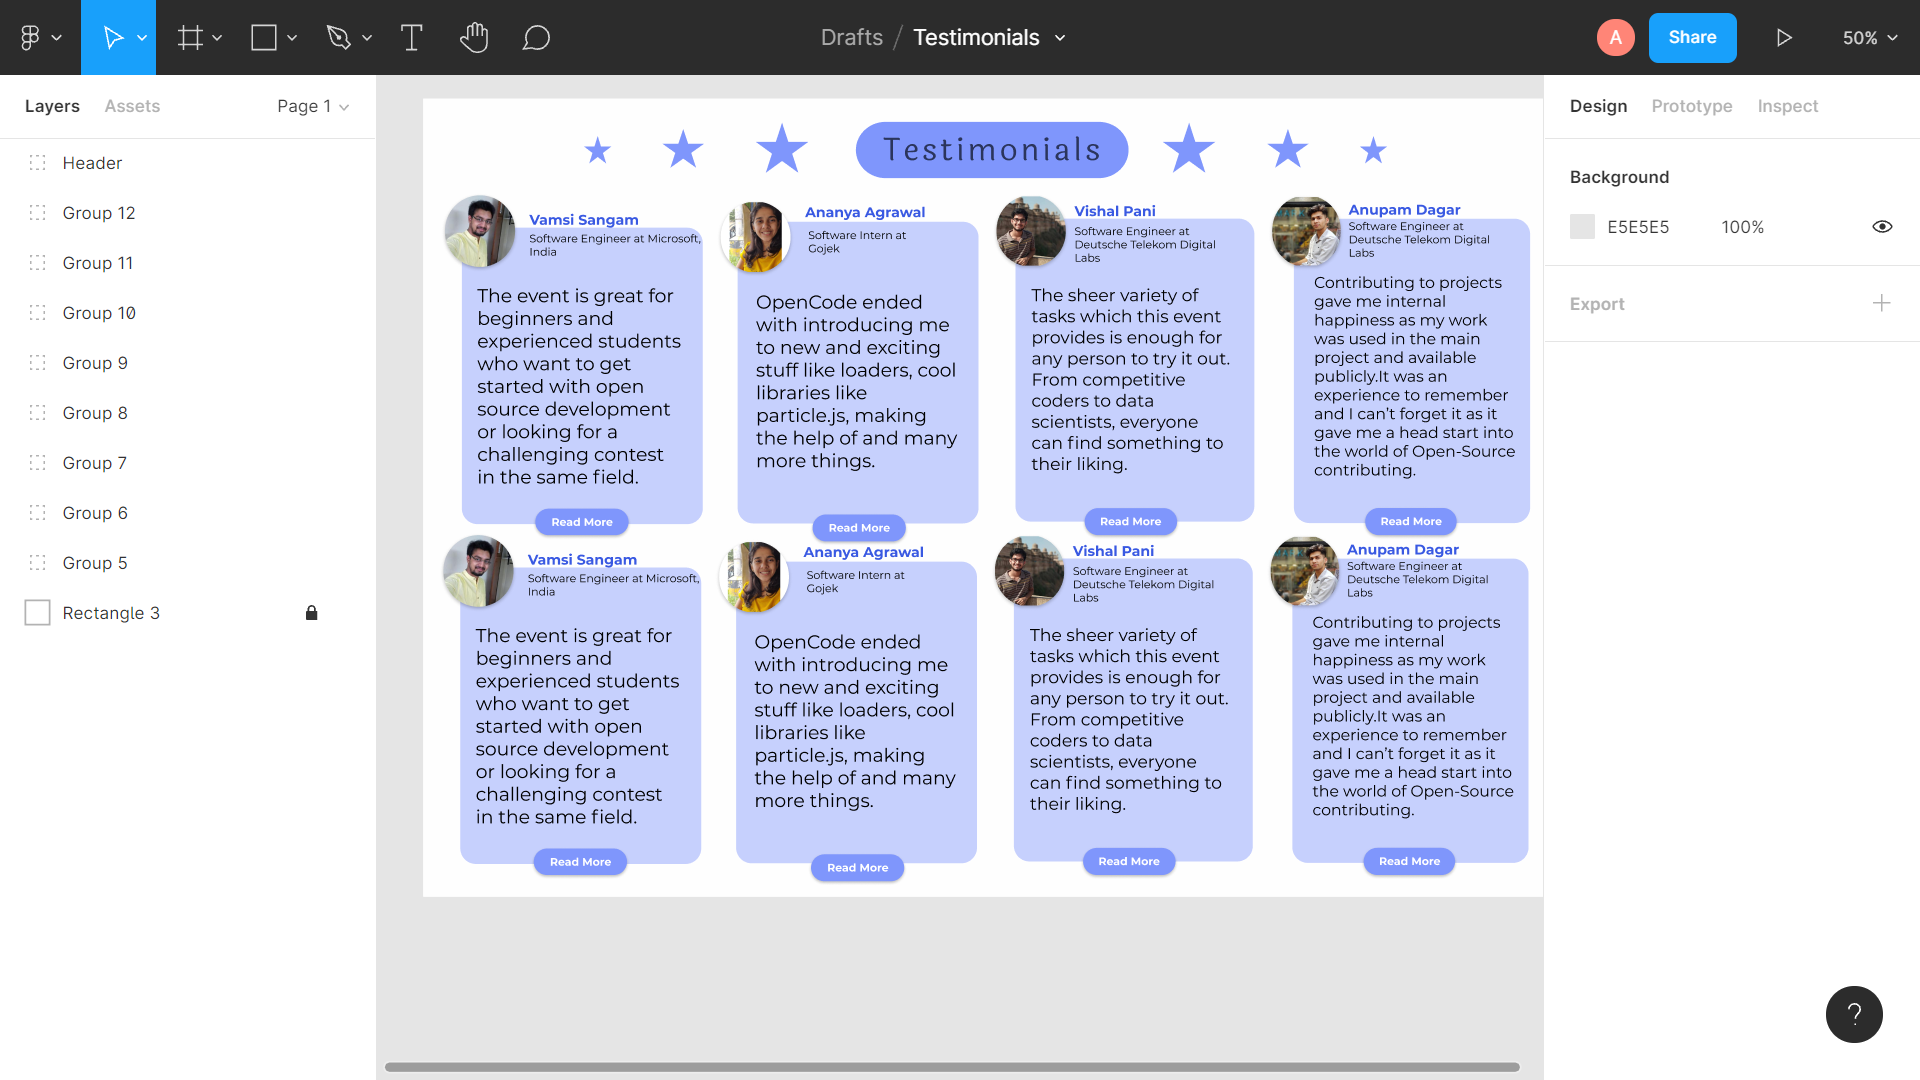 Drafts / Testimonials
A
Share
50%
Layers
Assets
Page 1
Header
Group 12
Group 11
Group 10
Group 9
Group 8
Group 7
Group 6
Group 5
Rectangle 3
Testimonials
Vamsi Sangam
Software Engineer at Microsoft,
India
The event is great for
beginners and
experienced students
who want to get
started with open
source development
or looking for a
challenging contest
in the same field.
Read More
Ananya Agrawal
Software Intern at
Gojek
OpenCode ended
with introducing me
to new and exciting
stuff like loaders, cool
libraries like
particle.js, making
the help of and many
more things.
Read More
Vishal Pani
Software Engineer at
Deutsche Telekom Digital
Labs
The sheer variety of
tasks which this event
provides is enough for
any person to try it out.
From competitive
coders to data
scientists, everyone
can find something to
their liking.
Read More
Anupam Dagar
Software Engineer at
Deutsche Telekom Digital
Labs
Contributing to projects
gave me internal
happiness as my work
was used in the main
project and available
publicly.It was an
experience to remember
and I can't forget it as it
gave me a head start into
the world of Open-Source
contributing.
Read More
Vamsi Sangam
Software Engineer at Microsoft,
India
The event is great for
beginners and
experienced students
who want to get
started with open
source development
or looking for a
challenging contest
in the same field.
Read More
Ananya Agrawal
Software Intern at
Gojek
OpenCode ended
with introducing me
to new and exciting
stuff like loaders, cool
libraries like
particle.js, making
the help of and many
more things.
Read More
Vishal Pani
Software Engineer at
Deutsche Telekom Digital
Labs
The sheer variety of
tasks which this event
provides is enough for
any person to try it out.
From competitive
coders to data
scientists, everyone
can find something to
their liking.
Read More
Anupam Dagar
Software Engineer at
Deutsche Telekom Digital
Labs
Contributing to projects
gave me internal
happiness as my work
was used in the main
project and available
publicly.It was an
experience to remember
and I can't forget it as it
gave me a head start into
the world of Open-Source
contributing.
Read More
Design
Prototype
Inspect
Background
E5E5E5
100%
Export
?